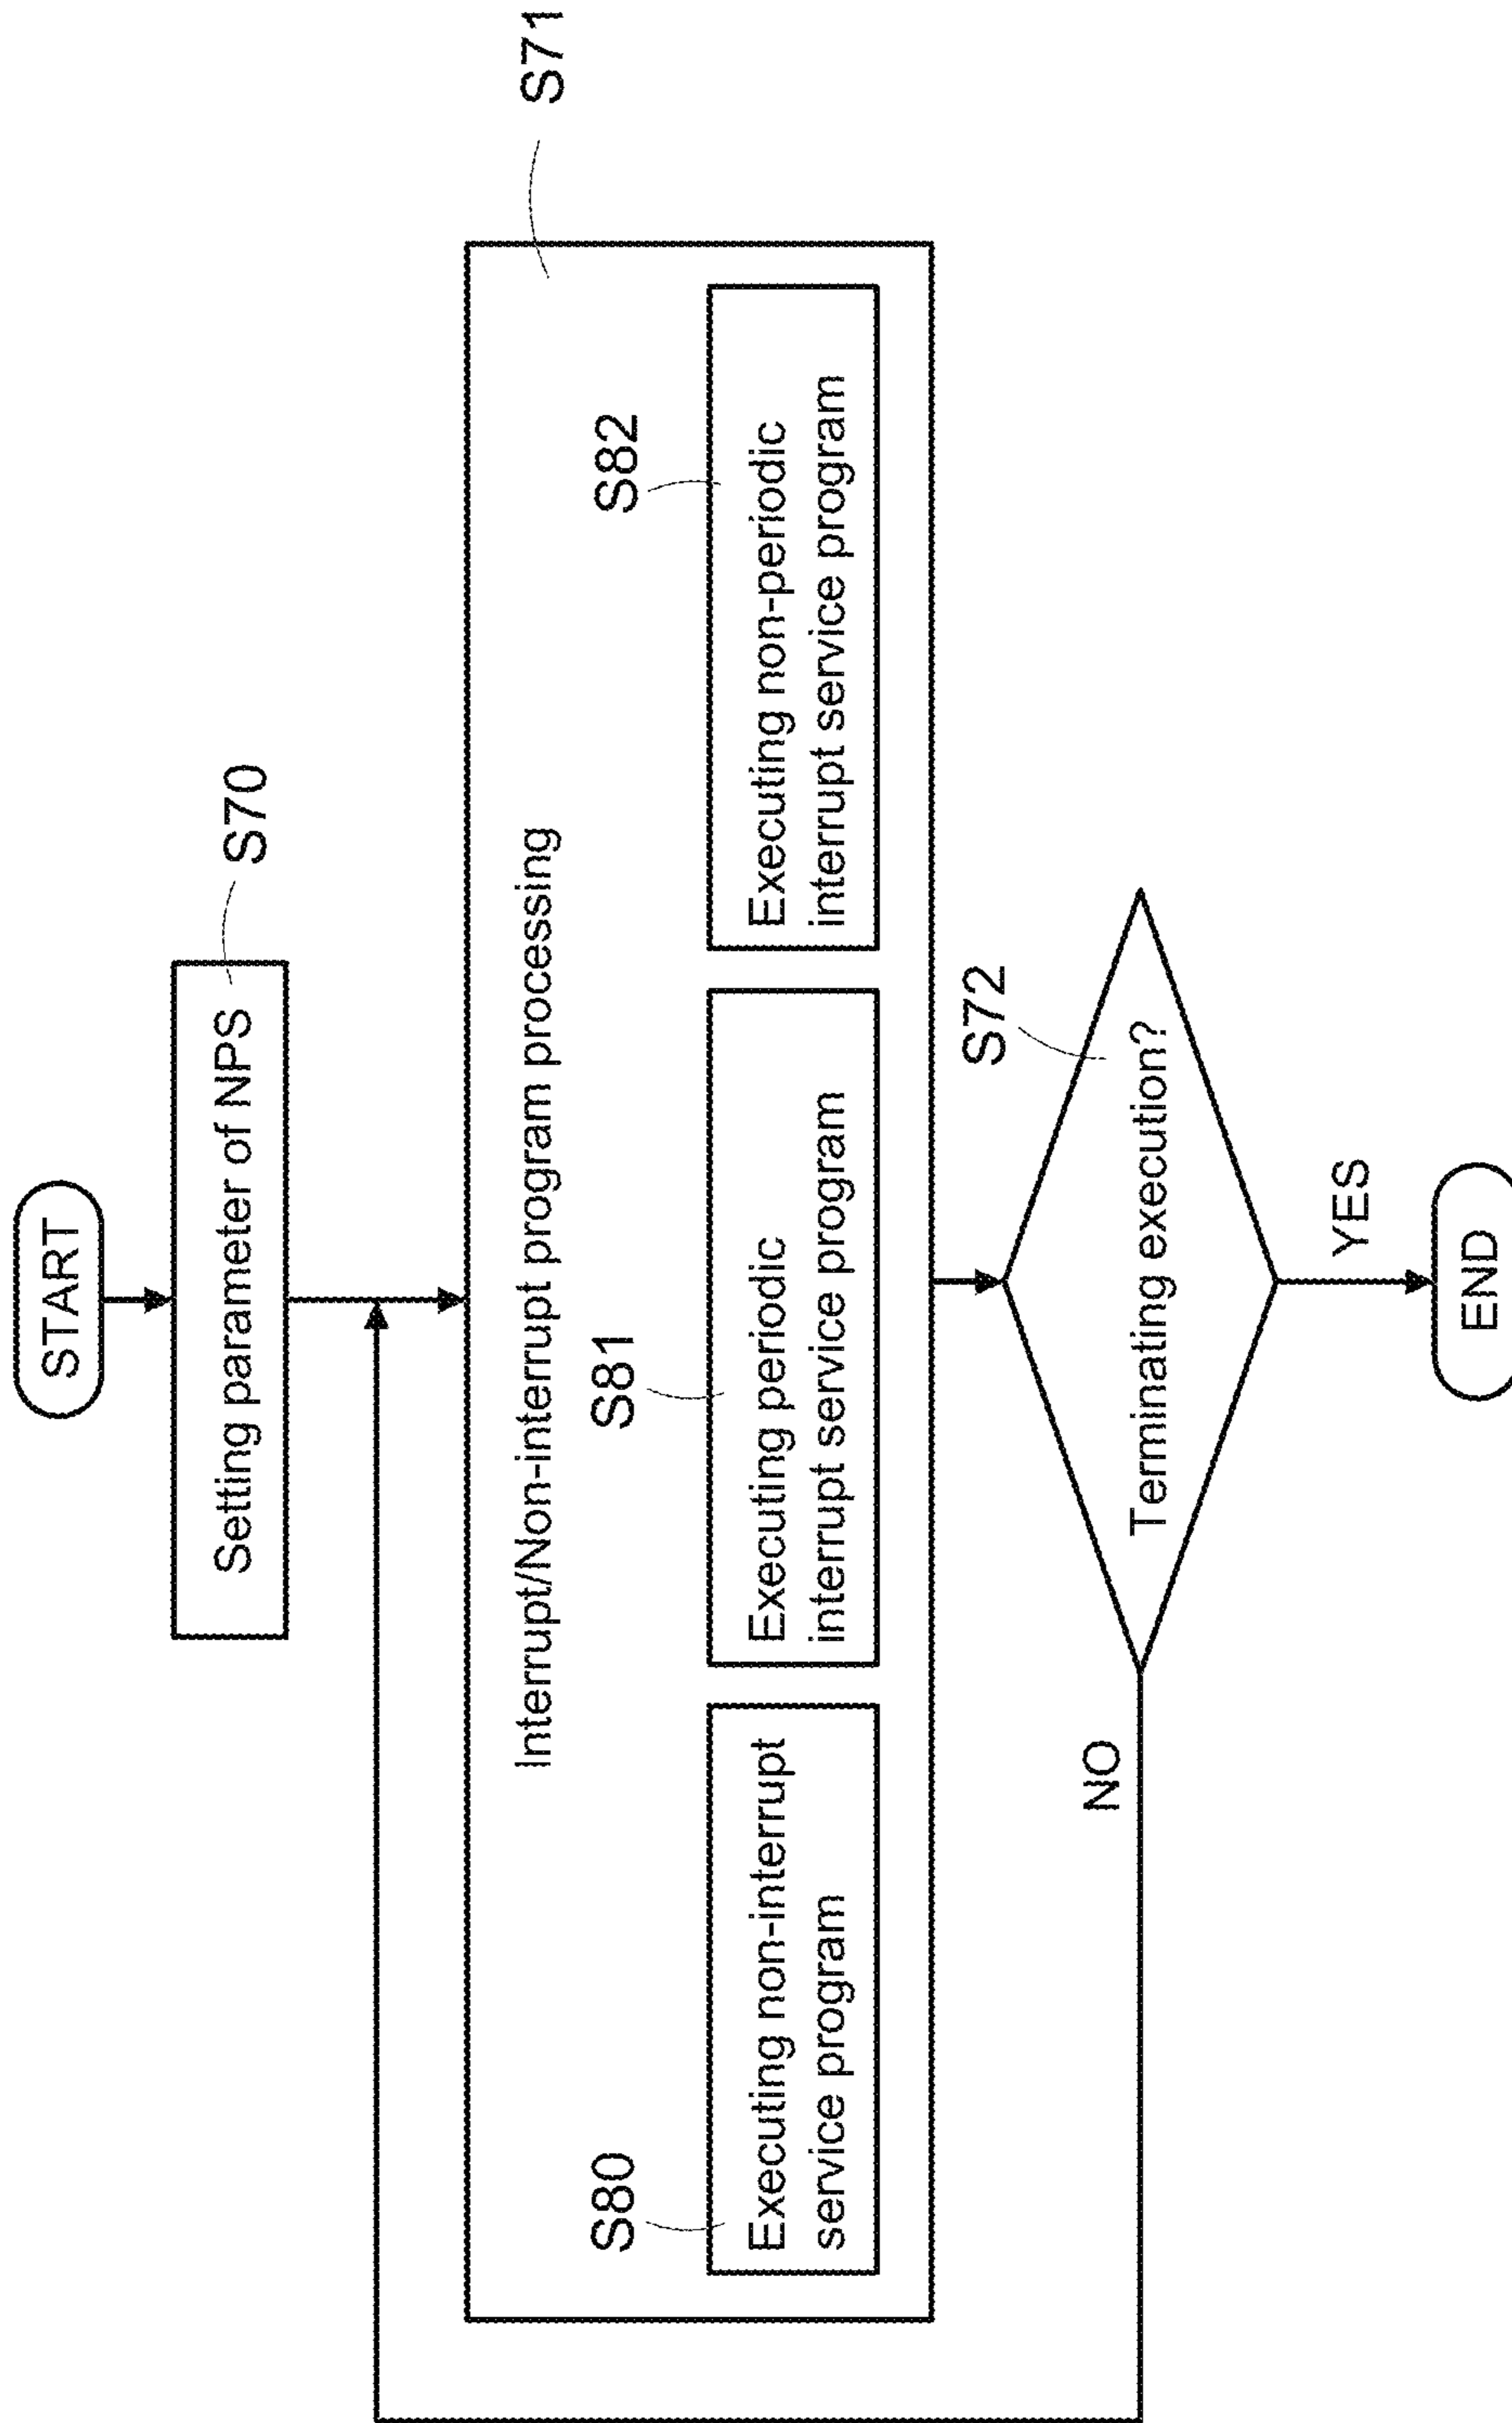 START
Setting parameter of NPS
S70
Interrupt/Non-interrupt program processing
S71
S80
Executing non-interrupt
service program
S81
Executing periodic
interrupt service program
S82
Executing non-periodic
interrupt service program
S72
Terminating execution?
NO
YES
END